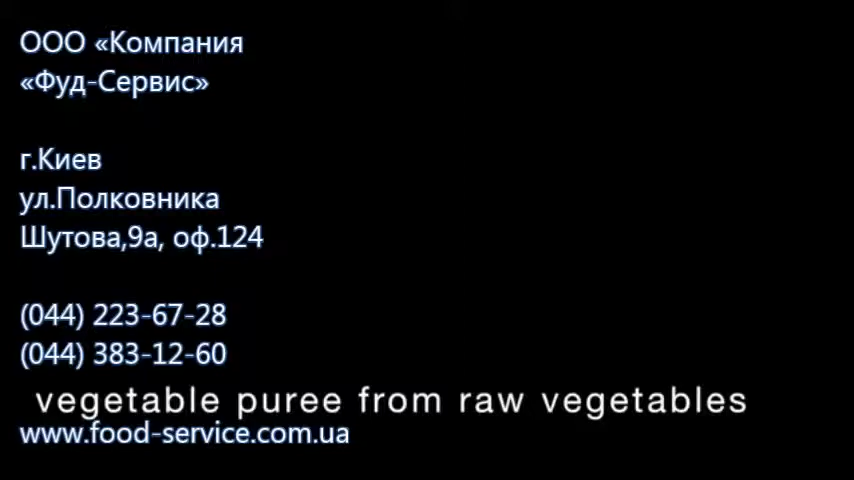 ООО «Компания
«Фуд-Сервис»
г.Киев
ул.Полковника
Шутова,9а, оф.124
(044) 223-67-28
(044) 383-12-60
vegetable puree from raw vegetables
www.food-service.com.ua